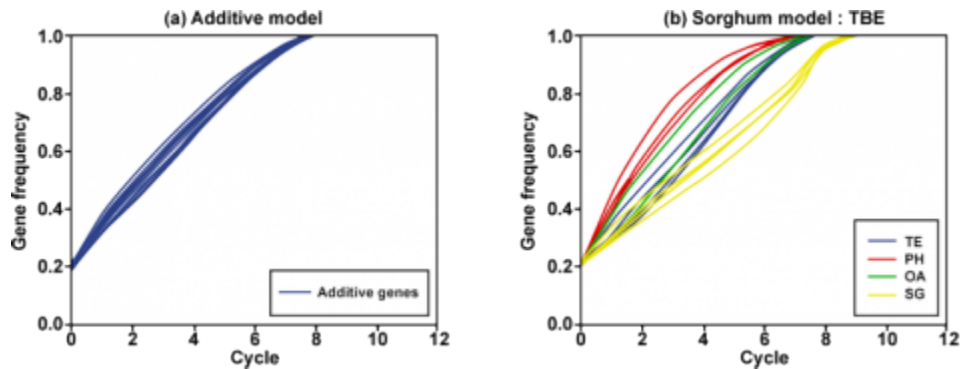 (a) Additive model
Gene frequency
1.0
0.8
0.6
0.4
0.2
0.0
0 2 4 6 8 10 12
Cycle
Additive genes
(b) Sorghum model : TBE
Gene frequency
1.0
0.8
0.6
0.4
0.2
0.0
0 2 4 6 8 10 12
Cycle
TE
PH
OA
SG